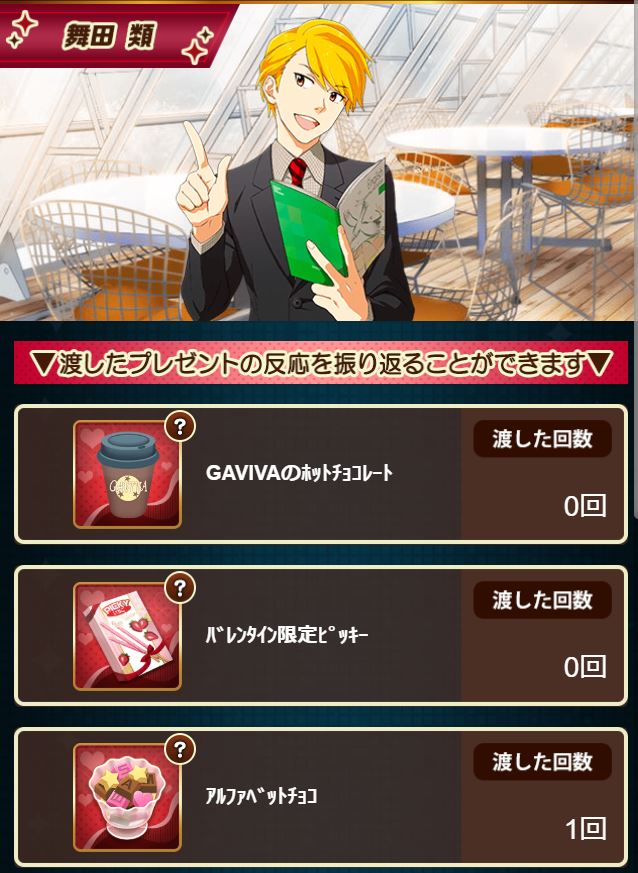 舞田 類
▼渡したプレゼントの反応を振り返ることができます▼
?
GAVIVAのﾎｯﾄﾁｮｺﾚｰﾄ
渡した回数
0回
?
ﾊﾞﾚﾝﾀｲﾝ限定ﾋﾟｯｷｰ
渡した回数
0回
?
ｱﾙﾌｧﾍﾞｯﾄﾁｮｺ
渡した回数
1回